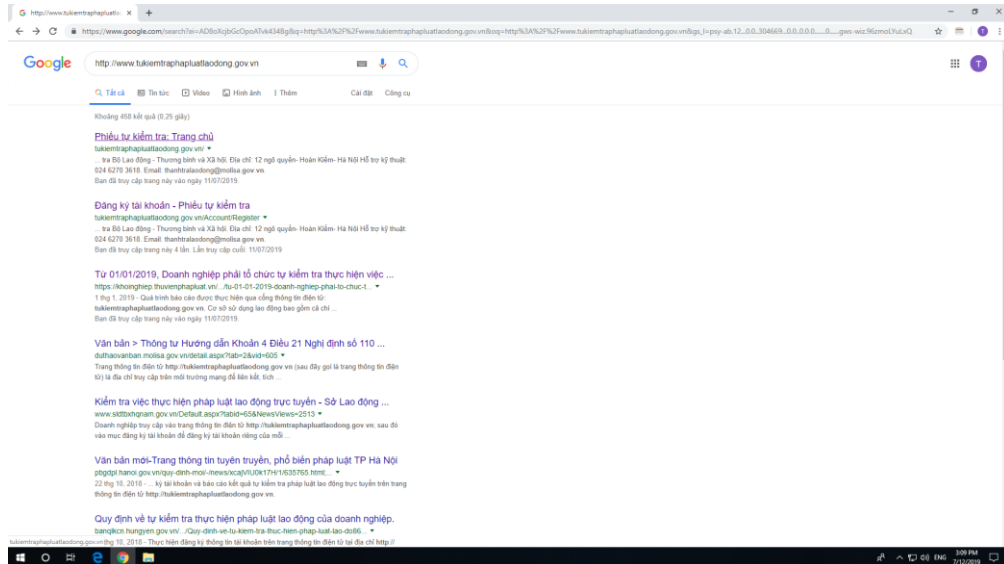 http://www.tukiemtraphapluatlao
https://www.google.com/search?ei=AD8oXcjbGcOpoATvk434Bg&q=http%3A%2F%2Fwww.tukiemtraphapluatlaodong.gov.vn&oq=http%3A%2F%2Fwww.tukiemtraphapluatlaodong.gov.vn&gs_l=psy-ab.12..0.0..304669...0.0..0.0.0.......0......gws-wiz.96zmoLYuLxQ
T
Google
http://www.tukiemtraphapluatlaodong.gov.vn
T
Tất cả Tin tức Video Hình ảnh Thêm Cài đặt Công cụ
Khoảng 458 kết quả (0,25 giây)
Phiếu tự kiểm tra: Trang chủ
tukiemtraphapluatlaodong.gov.vn/
... tra Bộ Lao động - Thương binh và Xã hội. Địa chỉ: 12 ngô quyền- Hoàn Kiếm- Hà Nội Hỗ trợ kỹ thuật:
024 6270 3618. Email: thanhtralaodong@molisa.gov.vn.
Bạn đã truy cập trang này vào ngày 11/07/2019.
Đăng ký tài khoản - Phiếu tự kiểm tra
tukiemtraphapluatlaodong.gov.vn/Account/Register
... tra Bộ Lao động - Thương binh và Xã hội. Địa chỉ: 12 ngô quyền- Hoàn Kiếm- Hà Nội Hỗ trợ kỹ thuật:
024 6270 3618. Email: thanhtralaodong@molisa.gov.vn.
Bạn đã truy cập trang này 4 lần. Lần truy cập cuối: 11/07/2019
Từ 01/01/2019, Doanh nghiệp phải tổ chức tự kiểm tra thực hiện việc ...
https://khoinghiep.thuvienphapluat.vn/.../tu-01-01-2019-doanh-nghiep-phai-to-chuc-t...
1 thg 1, 2019 - Quá trình báo cáo được thực hiện qua cổng thông tin điện tử:
tukiemtraphapluatlaodong.gov.vn. Cơ sở sử dụng lao động bao gồm cả chi ...
Bạn đã truy cập trang này vào ngày 11/07/2019.
Văn bản > Thông tư Hướng dẫn Khoản 4 Điều 21 Nghị định số 110 ...
duthaovanban.molisa.gov.vn/detail.aspx?tab=2&vid=605
Trang thông tin điện tử http://tukiemtraphapluatlaodong.gov.vn (sau đây gọi là trang thông tin điện
tử) là địa chỉ truy cập trên môi trường mạng để liên kết, tích ...
Kiểm tra việc thực hiện pháp luật lao động trực tuyến - Sở Lao động ...
www.sldtbxhqnam.gov.vn/Default.aspx?tabid=65&NewsViews=2513
Doanh nghiệp truy cập vào trang thông tin điện tử http://tukiemtraphapluatlaodong.gov.vn; sau đó
vào mục đăng ký tài khoản để đăng ký tài khoản riêng của mỗi ...
Văn bản mới-Trang thông tin tuyên truyền, phổ biến pháp luật TP Hà Nội
pbgdpl.hanoi.gov.vn/quy-dinh-moi/-/news/xcajVIU0k17H/1/635765.html;...
22 thg 10, 2018 - ... ký tài khoản và báo cáo kết quả tự kiểm tra pháp luật lao động trực tuyến trên trang
thông tin điện tử http://tukiemtraphapluatlaodong.gov.vn.
Quy định về tự kiểm tra thực hiện pháp luật lao động của doanh nghiệp.
banqlkcn.hungyen.gov.vn/.../Quy-dinh-ve-tu-kiem-tra-thuc-hien-phap-luat-lao-do86...
tukiemtraphapluatlaodong.gov.vn thg 10, 2018 - Thực hiện đăng ký thông tin tài khoản trên trang thông tin điện tử tại địa chỉ http://
ENG
3:09 PM
7/12/2019